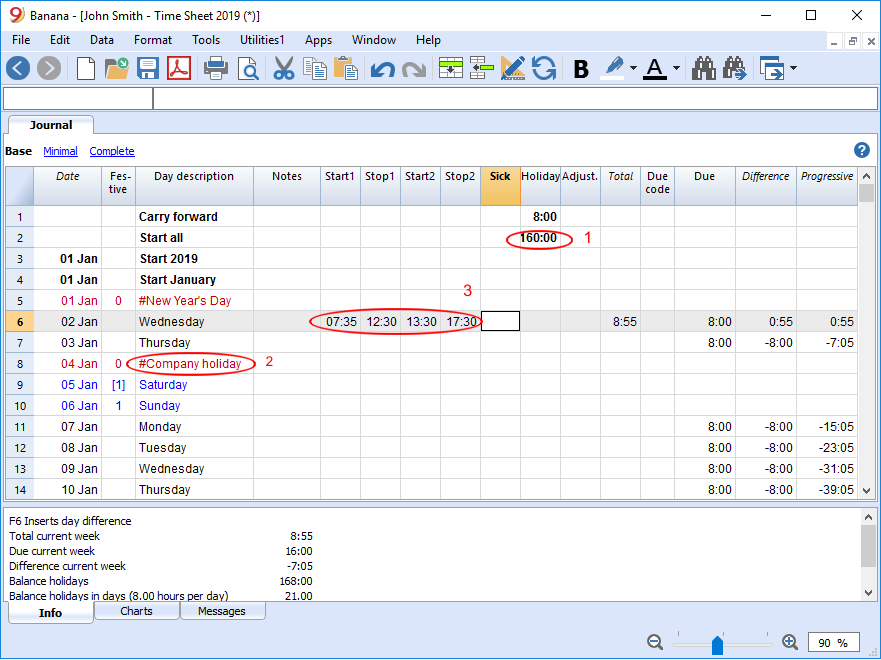 Banana - [John Smith - Time Sheet 2019 (*)]
File Edit Data Format Tools Utilities1 Apps Window Help
B A
Journal
Base Minimal Complete ?
Date Fes-tive Day description Notes Start1 Stop1 Start2 Stop2 Sick Holiday Adjust. Total Due code Due Difference Progressive
1 Carry forward 8:00
2 Start all 160:00 1
3 01 Jan Start 2019
4 01 Jan Start January
5 01 Jan 0 #New Year's Day
3
6 02 Jan Wednesday 07:35 12:30 13:30 17:30 8:55 8:00 0:55 0:55
7 03 Jan Thursday 8:00 -8:00 -7:05
8 04 Jan 0 #Company holiday 2
9 05 Jan [1] Saturday
10 06 Jan 1 Sunday
11 07 Jan Monday 8:00 -8:00 -15:05
12 08 Jan Tuesday 8:00 -8:00 -23:05
13 09 Jan Wednesday 8:00 -8:00 -31:05
14 10 Jan Thursday 8:00 -8:00 -39:05
F6 Inserts day difference
Total current week 8:55
Due current week 16:00
Difference current week -7:05
Balance holidays 168:00
Balance holidays in days (8.00 hours per day) 21.00
Info Charts Messages
90 %